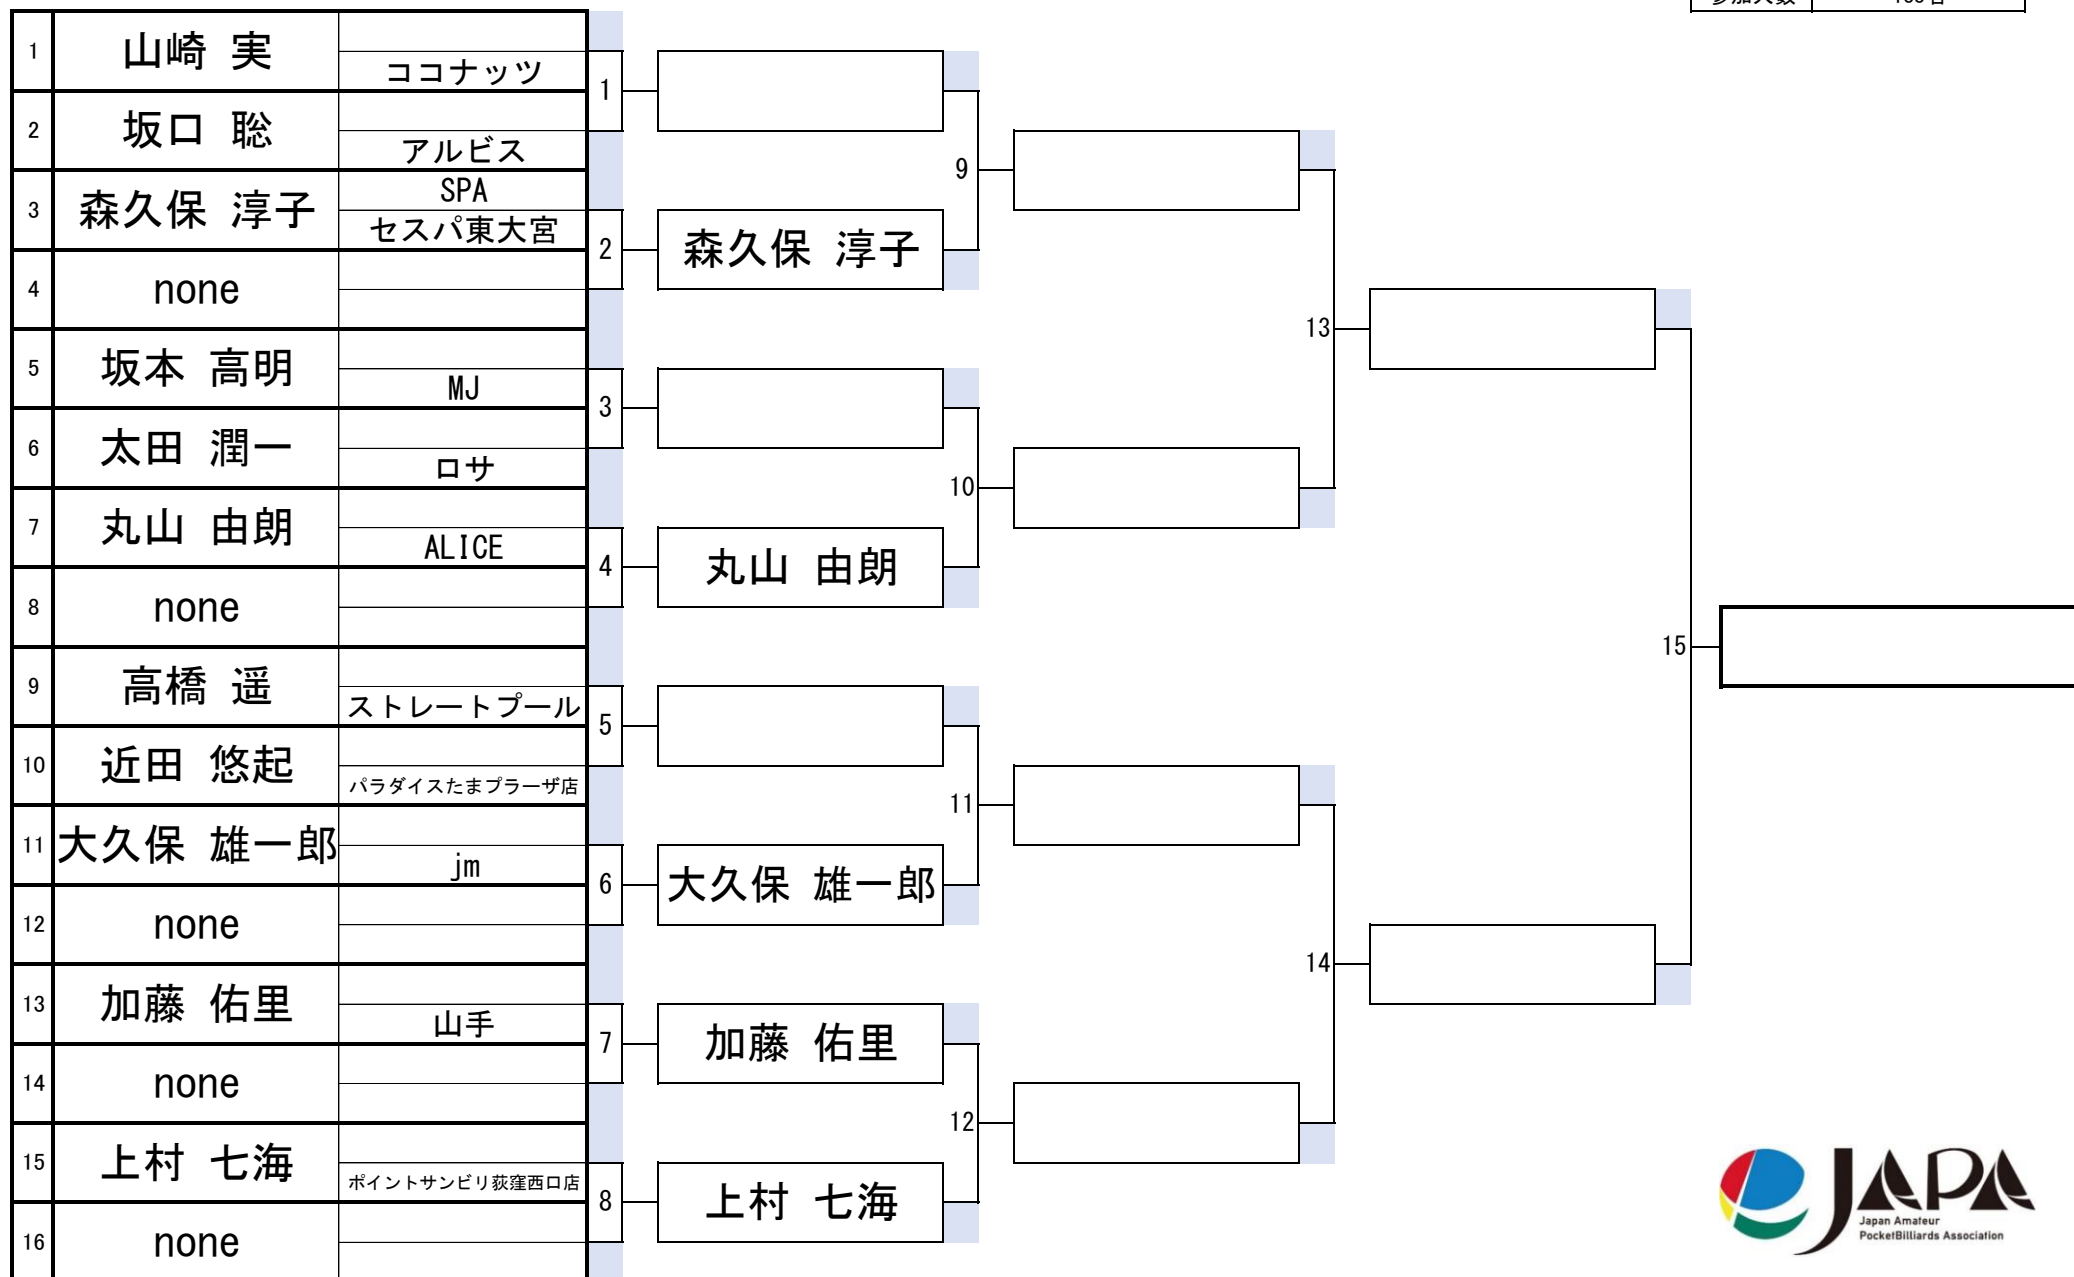 1
山崎 実
ココナッツ
2
坂口 聡
アルビス
3
森久保 淳子
SPA
セスパ東大宮
4
none
5
坂本 高明
MJ
6
太田 潤一
ロサ
7
丸山 由朗
ALICE
8
none
9
高橋 遥
ストレートプール
10
近田 悠起
パラダイスたまプラーザ店
11
大久保 雄一郎
jm
12
none
13
加藤 佑里
山手
14
none
15
上村 七海
ポイントサンビリ荻窪西口店
16
none
1
2
森久保 淳子
3
4
丸山 由朗
5
6
大久保 雄一郎
7
加藤 佑里
8
上村 七海
9
10
11
12
13
14
15
JAPA
Japan Amateur
PocketBilliards Association